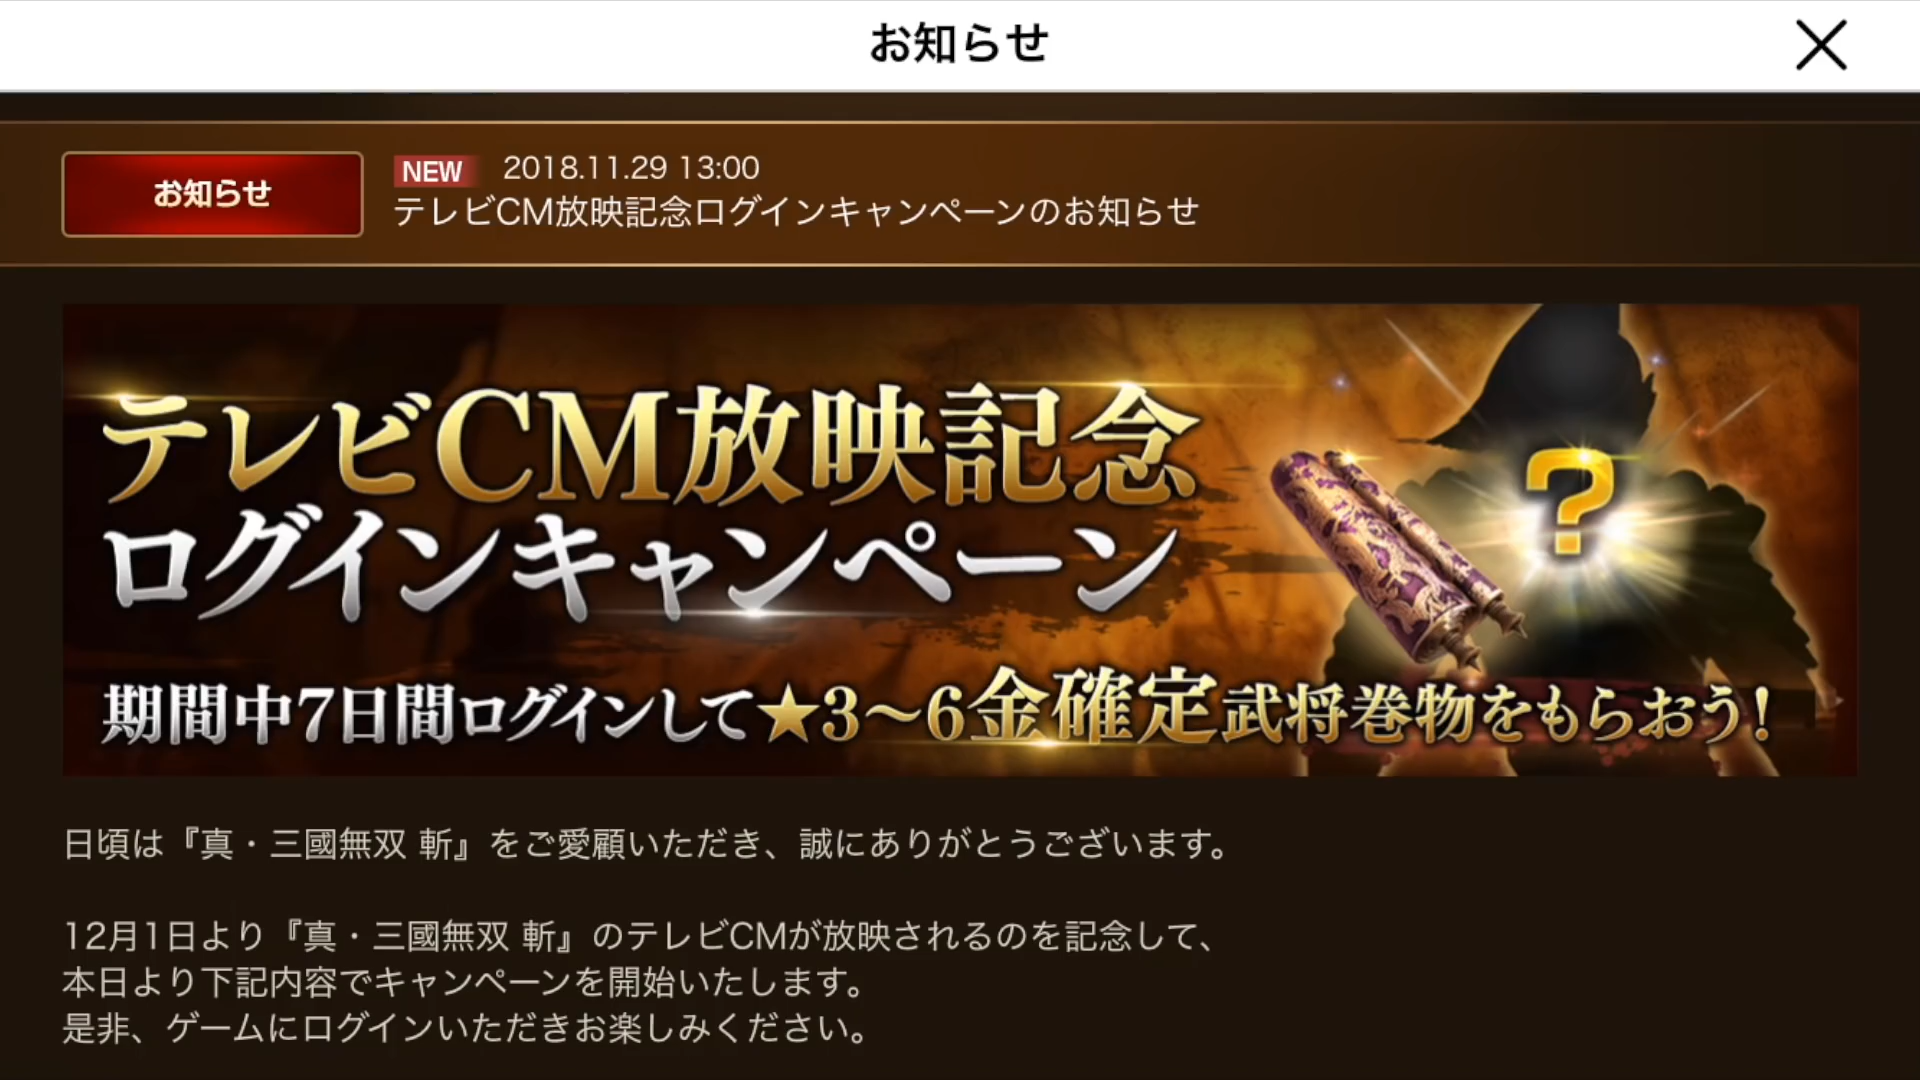 お知らせ
お知らせ
NEW 2018.11.29 13:00
テレビCM放映記念ログインキャンペーンのお知らせ
テレビCM放映記念
ログインキャンペーン
?
期間中7日間ログインして★3～6金確定武将巻物をもらおう!
日頃は『真・三國無双 斬』をご愛顧いただき、誠にありがとうございます。
12月1日より『真・三國無双 斬』のテレビCMが放映されるのを記念して、
本日より下記内容でキャンペーンを開始いたします。
是非、ゲームにログインいただきお楽しみください。